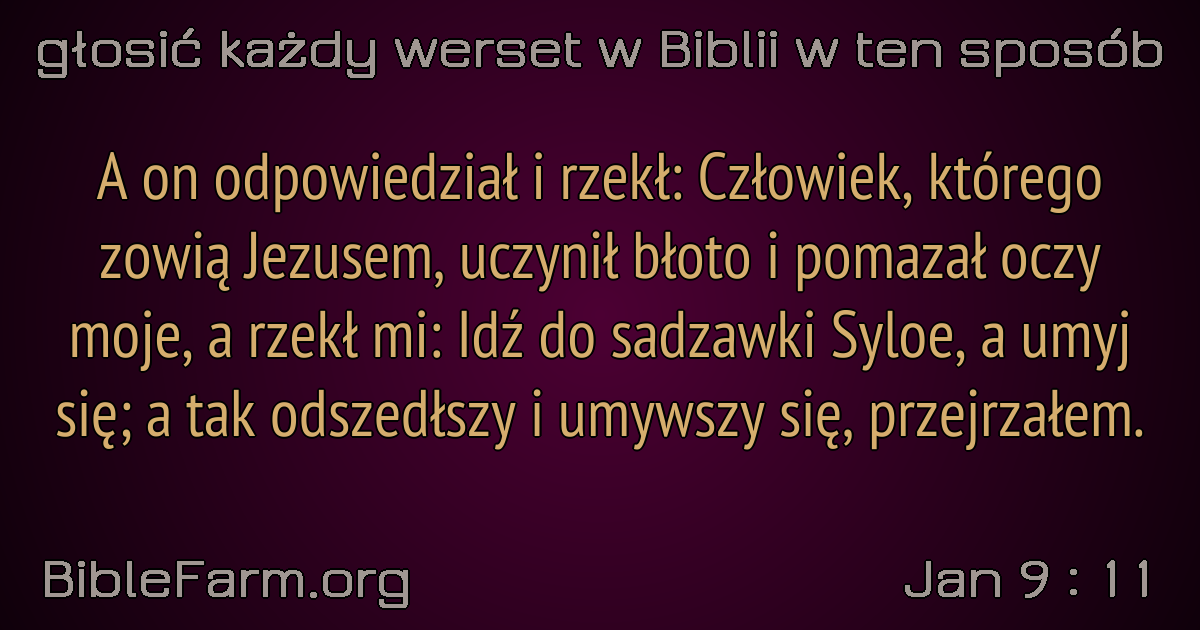 głosić każdy werset w Biblii w ten sposób
A on odpowiedział i rzekł: Człowiek, którego
zowią Jezusem, uczynił błoto i pomazał oczy
moje, a rzekł mi: Idź do sadzawki Syloe, a umyj
się; a tak odszedłszy i umywszy się, przejrzałem.
BibleFarm.org
Jan 9 : 11